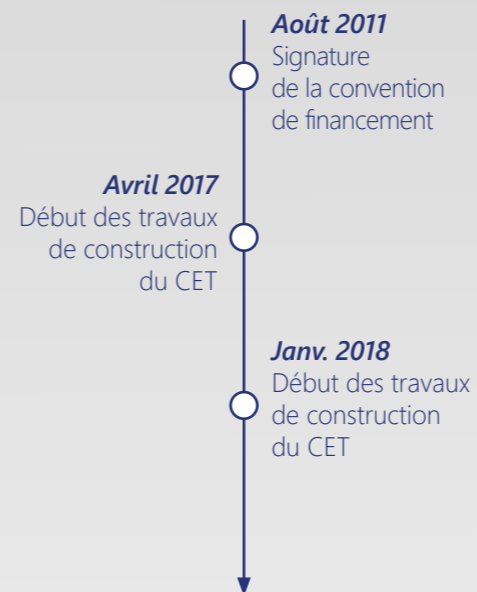 Août 2011
Signature
de la convention
de financement
Avril 2017
Début des travaux
de construction
du CET
Janv. 2018
Début des travaux
de construction
du CET